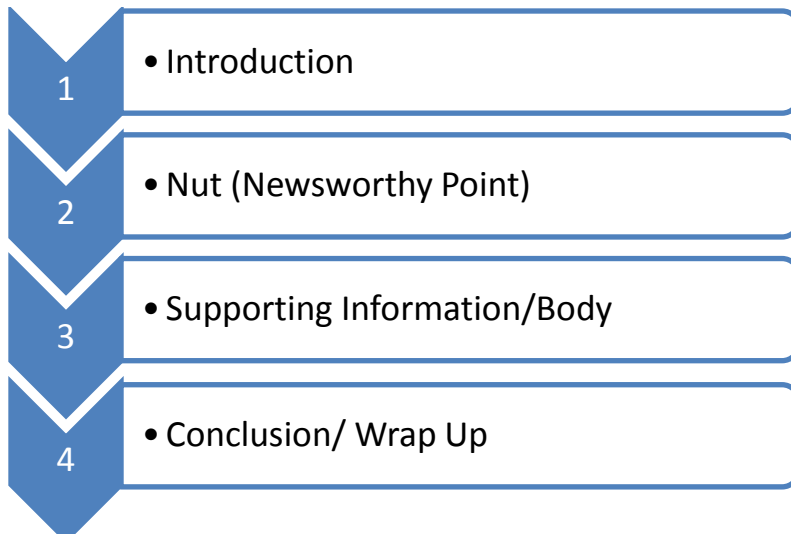 1
• Introduction
2
• Nut (Newsworthy Point)
3
• Supporting Information/Body
4
• Conclusion/ Wrap Up